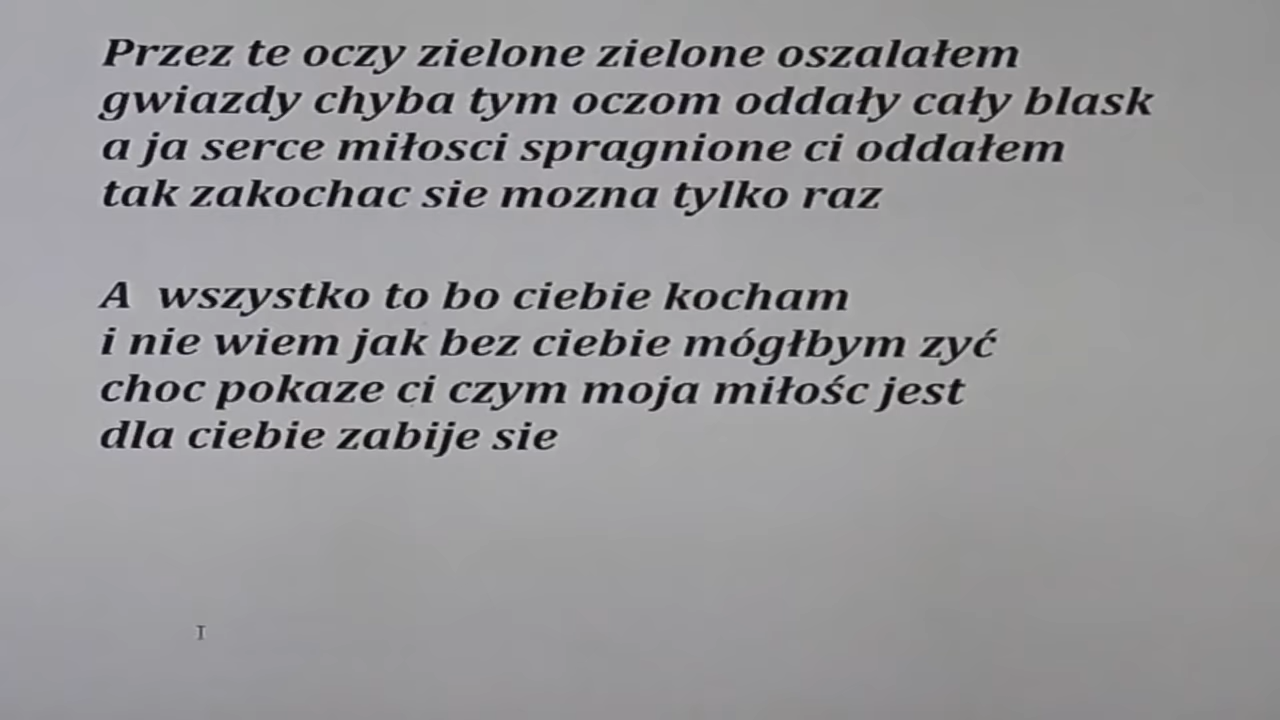 Przez te oczy zielone zielone oszalałem
gwiazdy chyba tym oczom oddały cały blask
a ja serce miłosci spragnione ci oddałem
tak zakochac sie mozna tylko raz
A wszystko to bo ciebie kocham
i nie wiem jak bez ciebie mógłbym zyć
choc pokaze ci czym moja miłośc jest
dla ciebie zabije sie